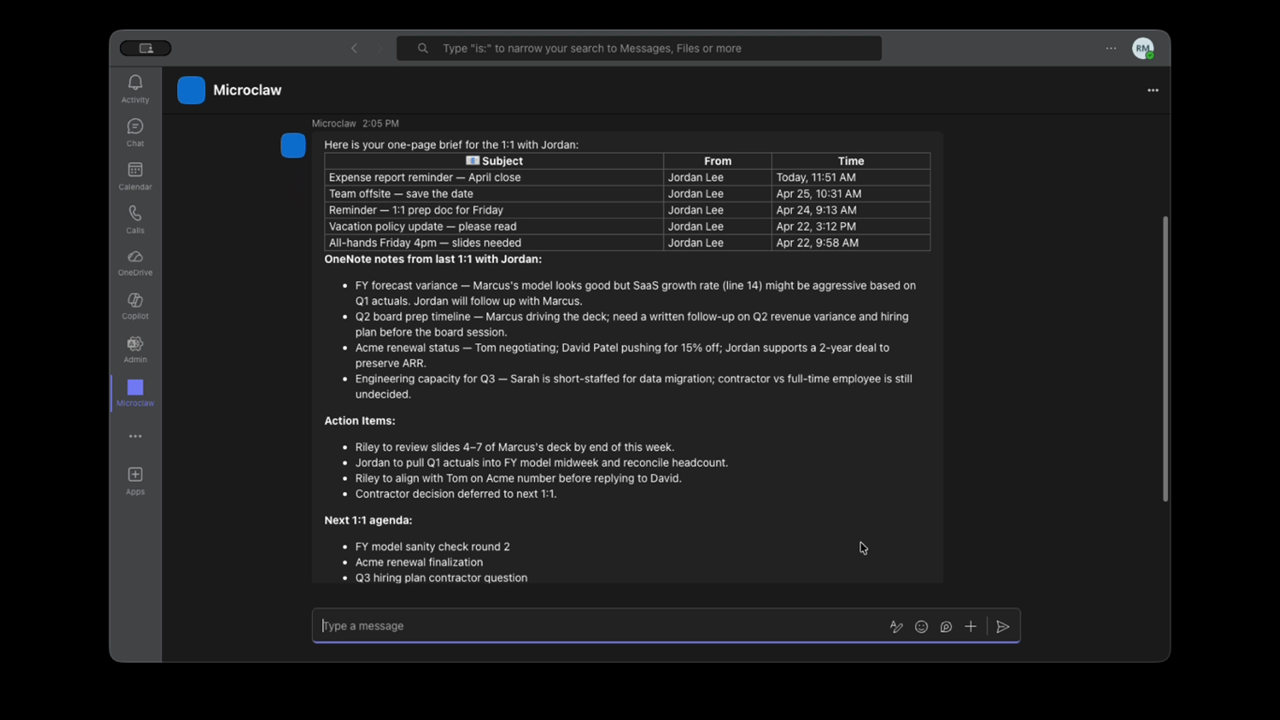 Type "is:" to narrow your search to Messages, Files or more
RM
Activity
Chat
Calendar
Calls
OneDrive
Copilot
Admin
Microclaw
Apps
Microclaw
Microclaw 2:05 PM
Here is your one-page brief for the 1:1 with Jordan:
📧 Subject From Time
Expense report reminder — April close Jordan Lee Today, 11:51 AM
Team offsite — save the date Jordan Lee Apr 25, 10:31 AM
Reminder — 1:1 prep doc for Friday Jordan Lee Apr 24, 9:13 AM
Vacation policy update — please read Jordan Lee Apr 22, 3:12 PM
All-hands Friday 4pm — slides needed Jordan Lee Apr 22, 9:58 AM
OneNote notes from last 1:1 with Jordan:
• FY forecast variance — Marcus's model looks good but SaaS growth rate (line 14) might be aggressive based on
Q1 actuals. Jordan will follow up with Marcus.
• Q2 board prep timeline — Marcus driving the deck; need a written follow-up on Q2 revenue variance and hiring
plan before the board session.
• Acme renewal status — Tom negotiating; David Patel pushing for 15% off; Jordan supports a 2-year deal to
preserve ARR.
• Engineering capacity for Q3 — Sarah is short-staffed for data migration; contractor vs full-time employee is still
undecided.
Action Items:
• Riley to review slides 4–7 of Marcus's deck by end of this week.
• Jordan to pull Q1 actuals into FY model midweek and reconcile headcount.
• Riley to align with Tom on Acme number before replying to David.
• Contractor decision deferred to next 1:1.
Next 1:1 agenda:
• FY model sanity check round 2
• Acme renewal finalization
• Q3 hiring plan contractor question
Type a message